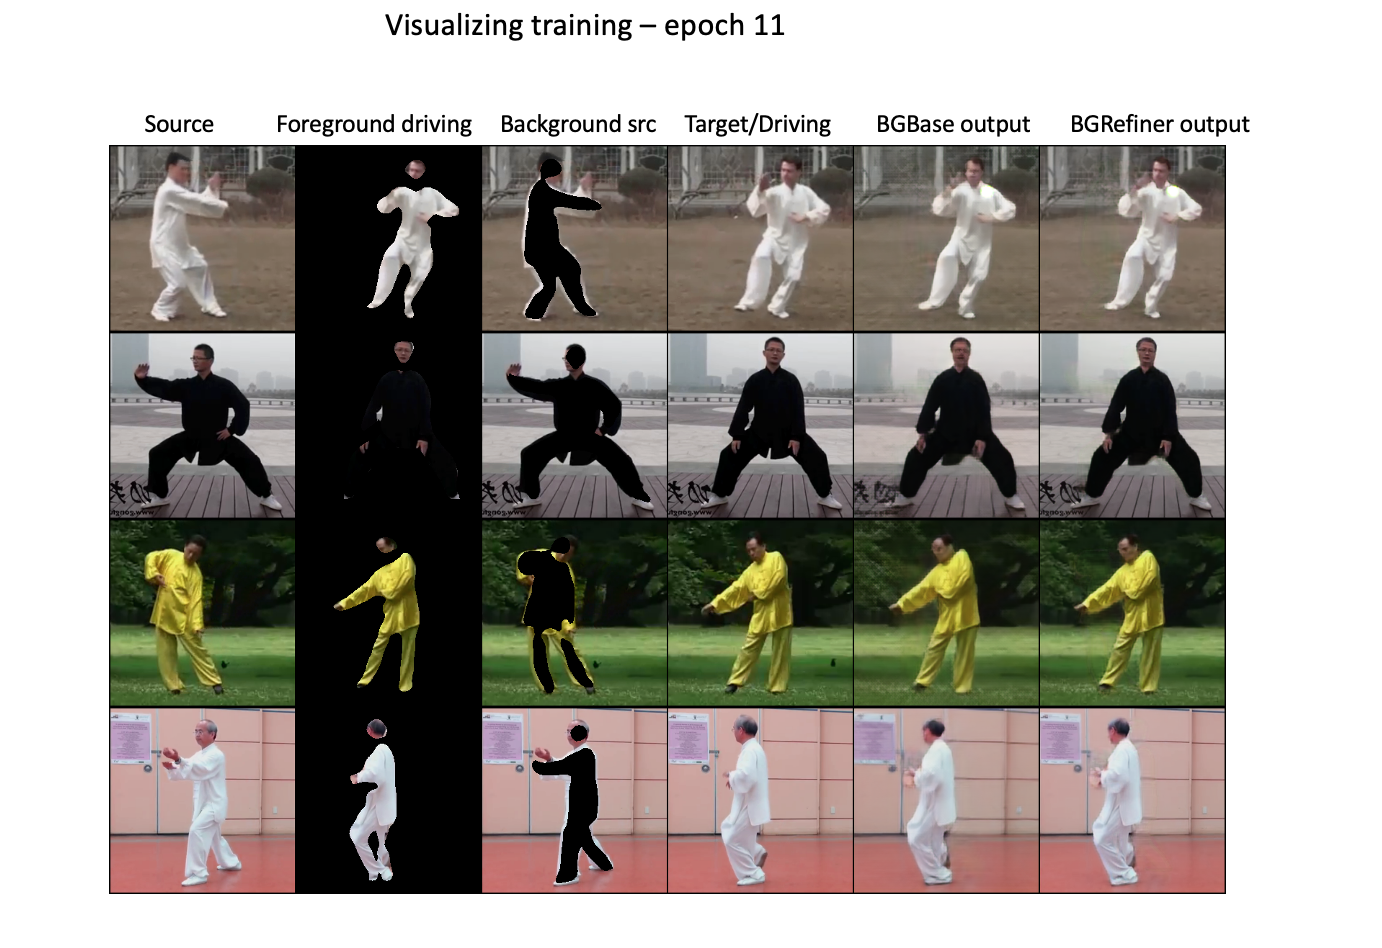 Visualizing training – epoch 11
Source Foreground driving Background src Target/Driving BGBase output BGRefiner output